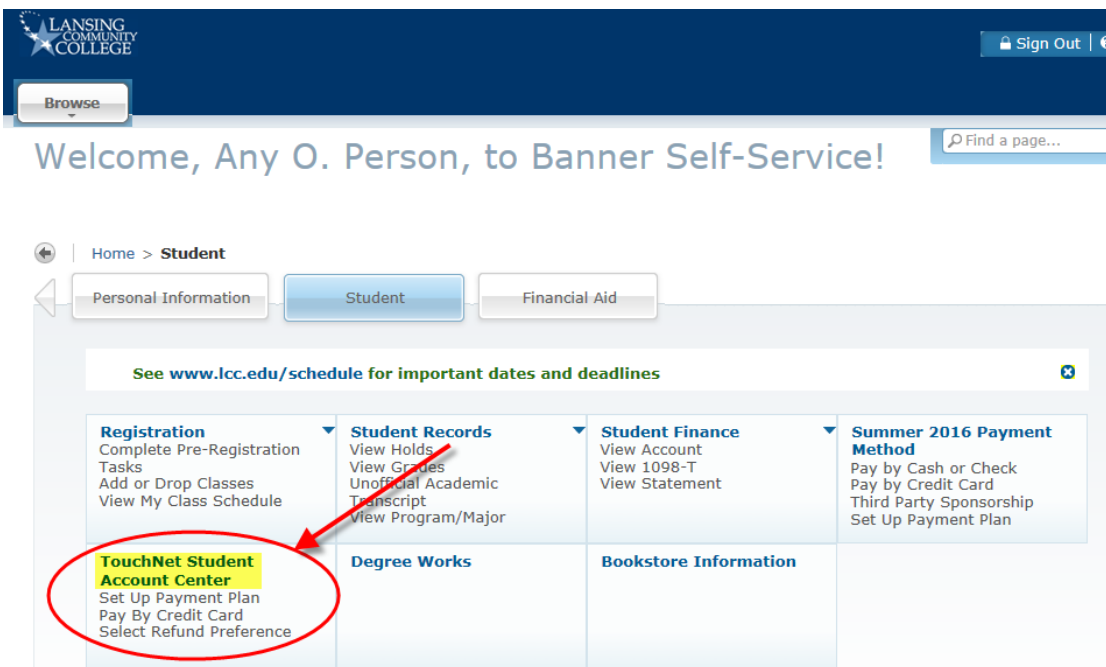 LANSING
COMMUNITY
COLLEGE
Sign Out
Browse
Welcome, Any O. Person, to Banner Self-Service!
Find a page...
Home > Student
Personal Information
Student
Financial Aid
See www.lcc.edu/schedule for important dates and deadlines
Registration
Complete Pre-Registration
Tasks
Add or Drop Classes
View My Class Schedule
Student Records
View Holds
View Grades
Unofficial Academic
Transcript
View Program/Major
Student Finance
View Account
View 1098-T
View Statement
Summer 2016 Payment
Method
Pay by Cash or Check
Pay by Credit Card
Third Party Sponsorship
Set Up Payment Plan
TouchNet Student
Account Center
Set Up Payment Plan
Pay By Credit Card
Select Refund Preference
Degree Works
Bookstore Information